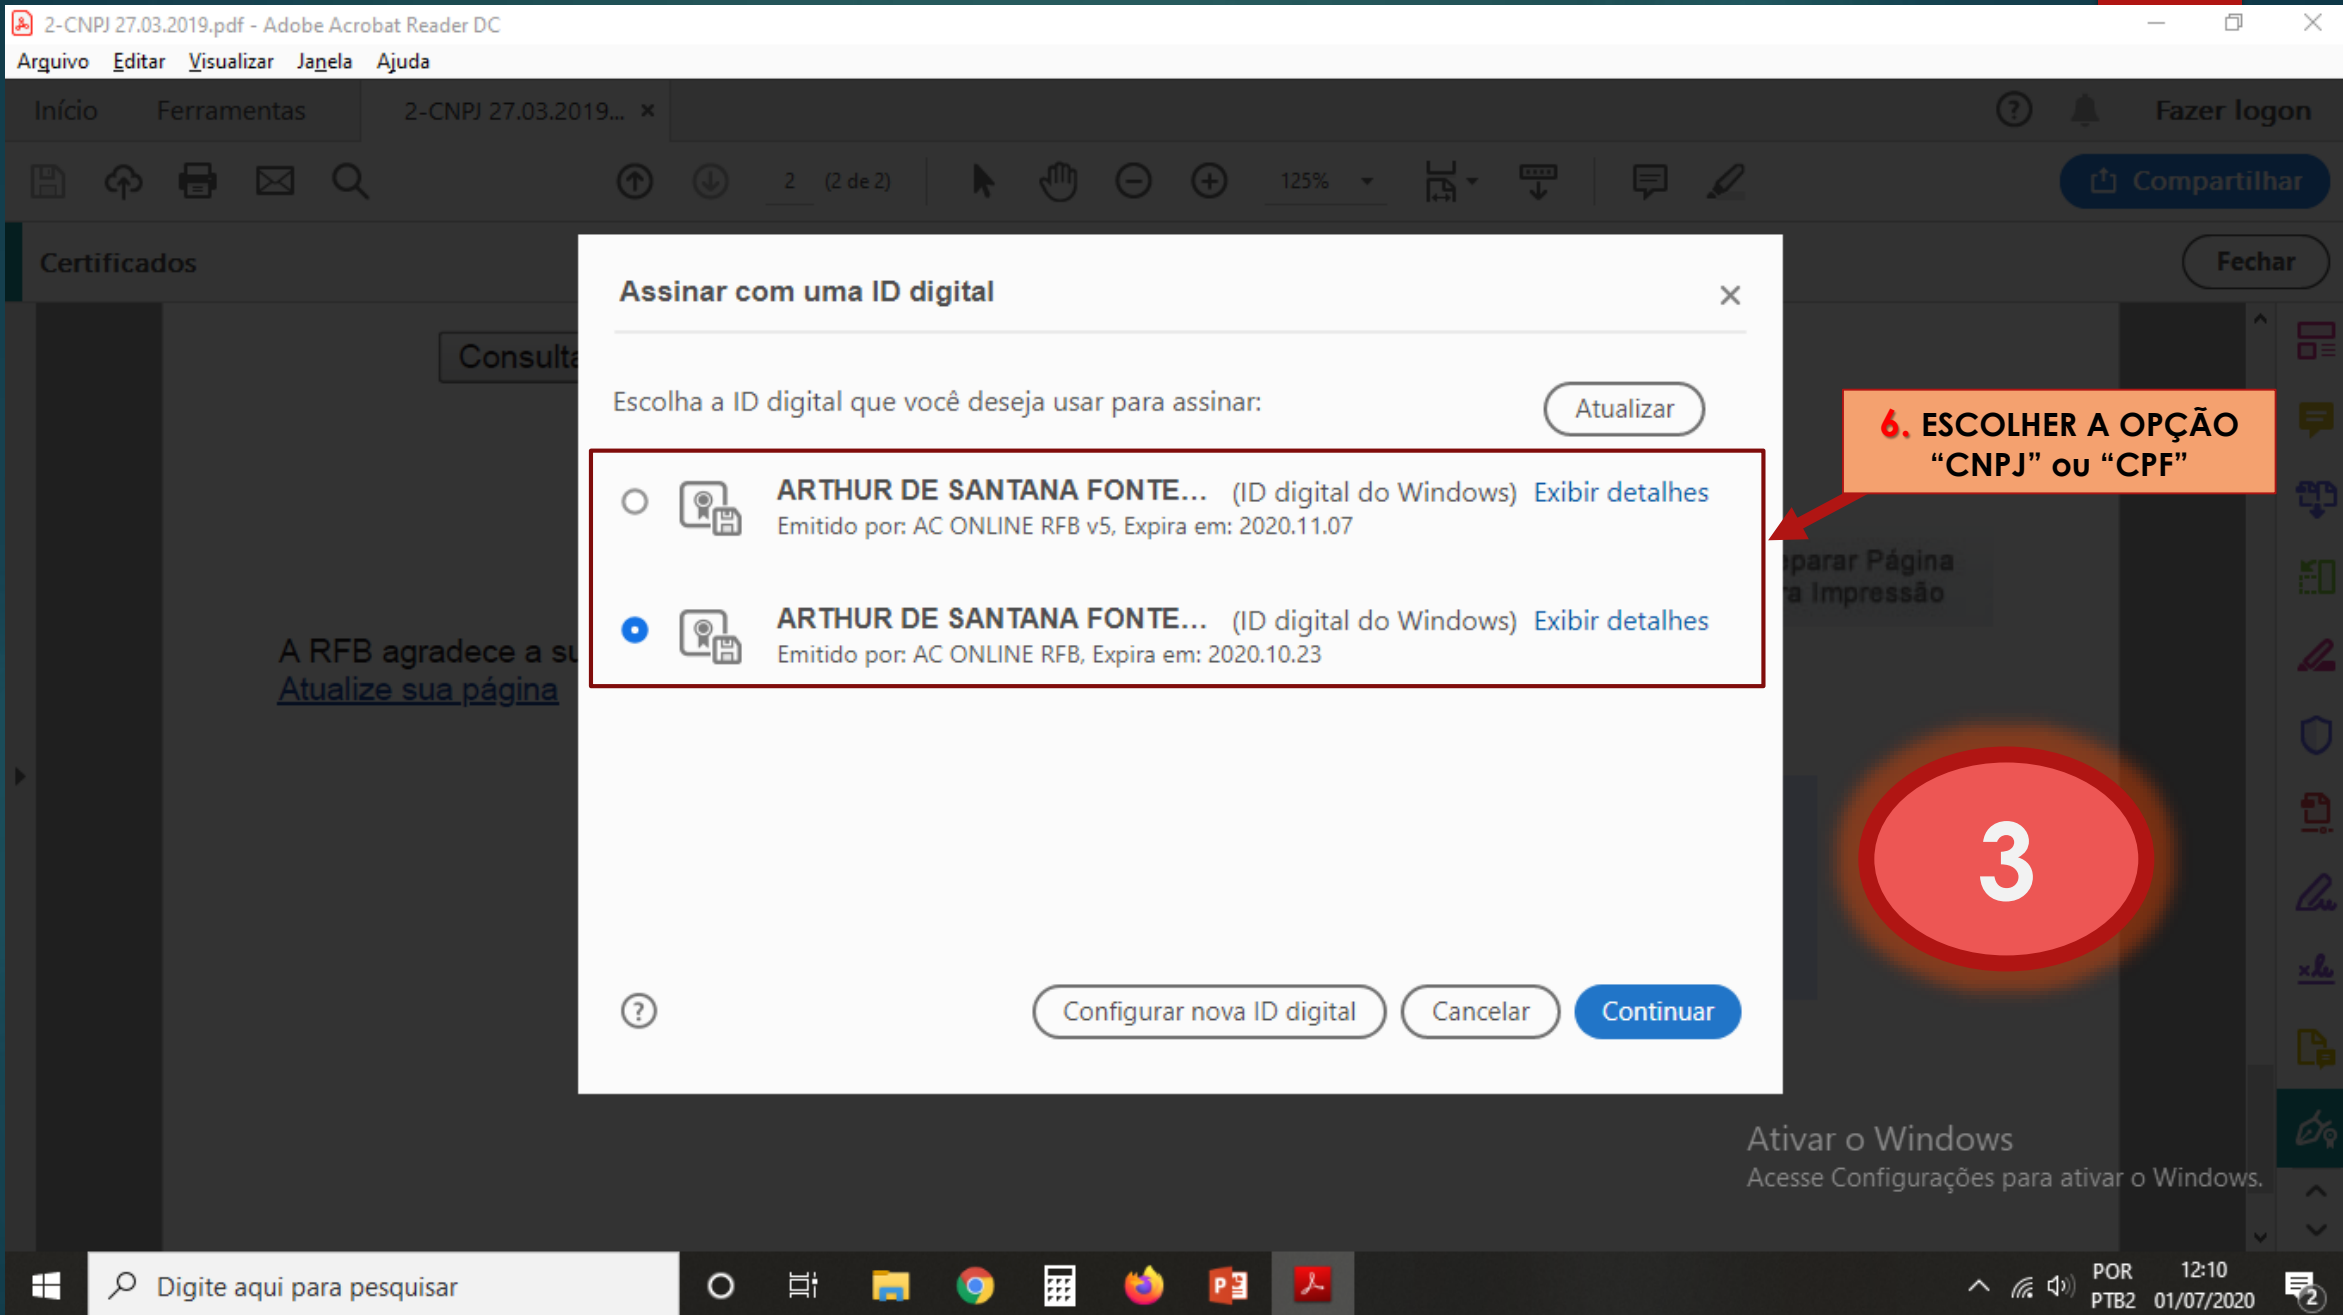 2-CNPJ 27.03.2019.pdf - Adobe Acrobat Reader DC
Arquivo Editar Visualizar Janela Ajuda
Início Ferramentas 2-CNPJ 27.03.2019... × Fazer logon
2 (2 de 2) 125% Compartilhar
Certificados Fechar
Assinar com uma ID digital
Escolha a ID digital que você deseja usar para assinar: Atualizar
ARTHUR DE SANTANA FONTE... (ID digital do Windows) Exibir detalhes
Emitido por: AC ONLINE RFB v5, Expira em: 2020.11.07
ARTHUR DE SANTANA FONTE... (ID digital do Windows) Exibir detalhes
Emitido por: AC ONLINE RFB, Expira em: 2020.10.23
Configurar nova ID digital Cancelar Continuar
6. ESCOLHER A OPÇÃO
“CNPJ” ou “CPF”
Página
Impressão
A RFB agradece a
Atualize sua página
3
Ativar o Windows
Acesse Configurações para ativar o Windows.
Digite aqui para pesquisar
POR 12:10
PTB2 01/07/2020
2